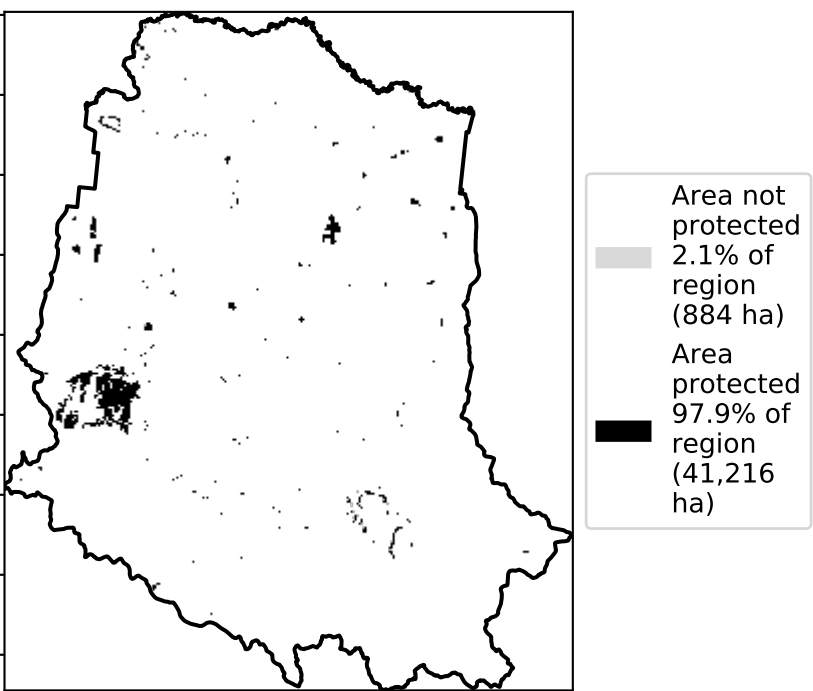 Area not
protected
2.1% of
region
(884 ha)
Area
protected
97.9% of
region
(41,216
ha)